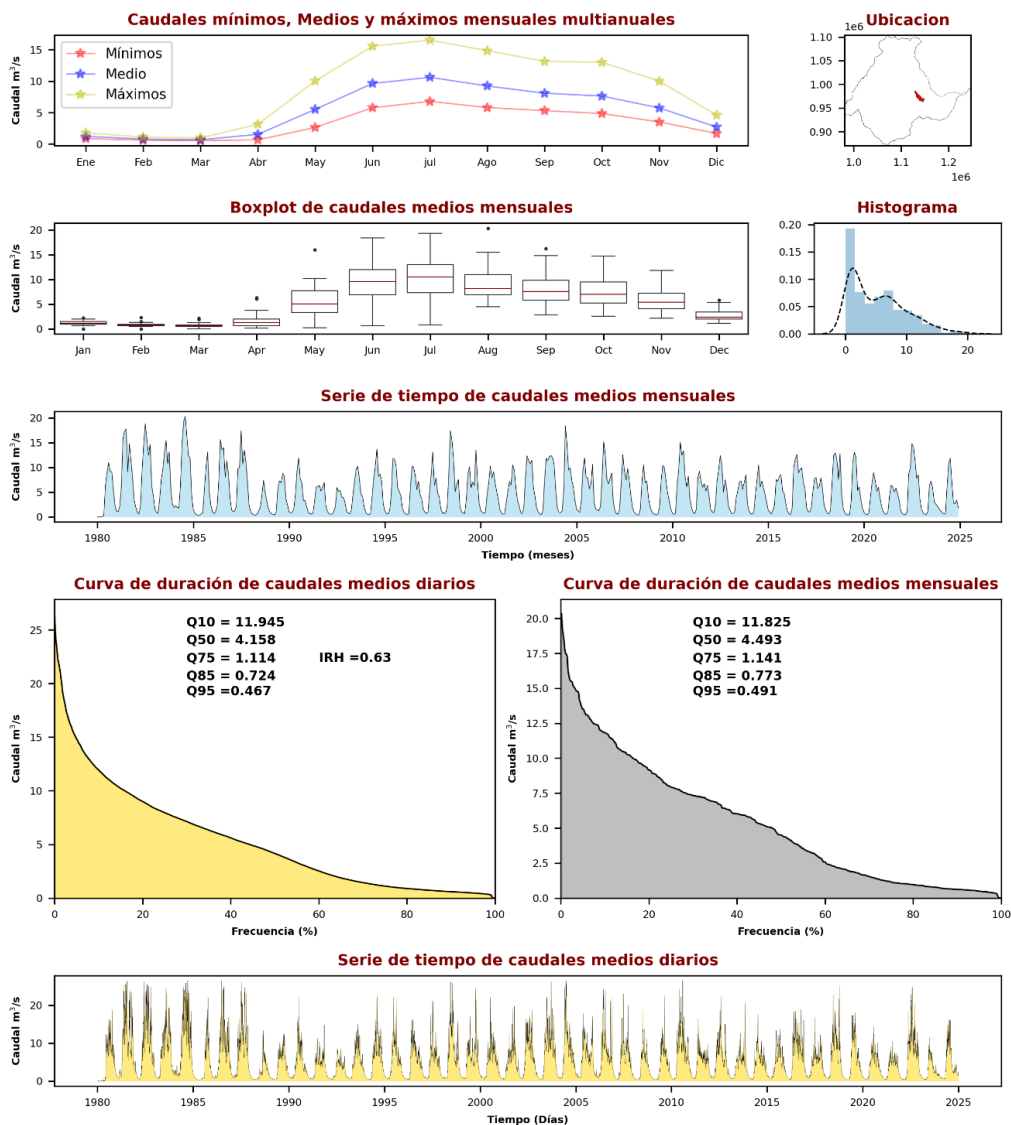 Caudales mínimos, Medios y máximos mensuales multianuales
Caudal m³/s
15
10
5
0
Mínimos
Medio
Máximos
Ene Feb Mar Abr May Jun Jul Ago Sep Oct Nov Dic
Ubicacion
1e6
1.10
1.05
1.00
0.95
0.90
1.0 1.1 1.2
1e6
Boxplot de caudales medios mensuales
Caudal m³/s
20
15
10
5
0
Jan Feb Mar Apr May Jun Jul Aug Sep Oct Nov Dec
Histograma
0.20
0.15
0.10
0.05
0.00
0 10 20
Serie de tiempo de caudales medios mensuales
Caudal m³/s
20
15
10
5
0
1980 1985 1990 1995 2000 2005 2010 2015 2020 2025
Tiempo (meses)
Curva de duración de caudales medios diarios
Caudal m³/s
25
20
15
10
5
0
Q10 = 11.945
Q50 = 4.158
Q75 = 1.114 IRH =0.63
Q85 = 0.724
Q95 =0.467
0 20 40 60 80 100
Frecuencia (%)
Curva de duración de caudales medios mensuales
Caudal m³/s
20.0
17.5
15.0
12.5
10.0
7.5
5.0
2.5
0.0
Q10 = 11.825
Q50 = 4.493
Q75 = 1.141
Q85 = 0.773
Q95 =0.491
0 20 40 60 80 100
Frecuencia (%)
Serie de tiempo de caudales medios diarios
Caudal m³/s
20
10
0
1980 1985 1990 1995 2000 2005 2010 2015 2020 2025
Tiempo (Días)